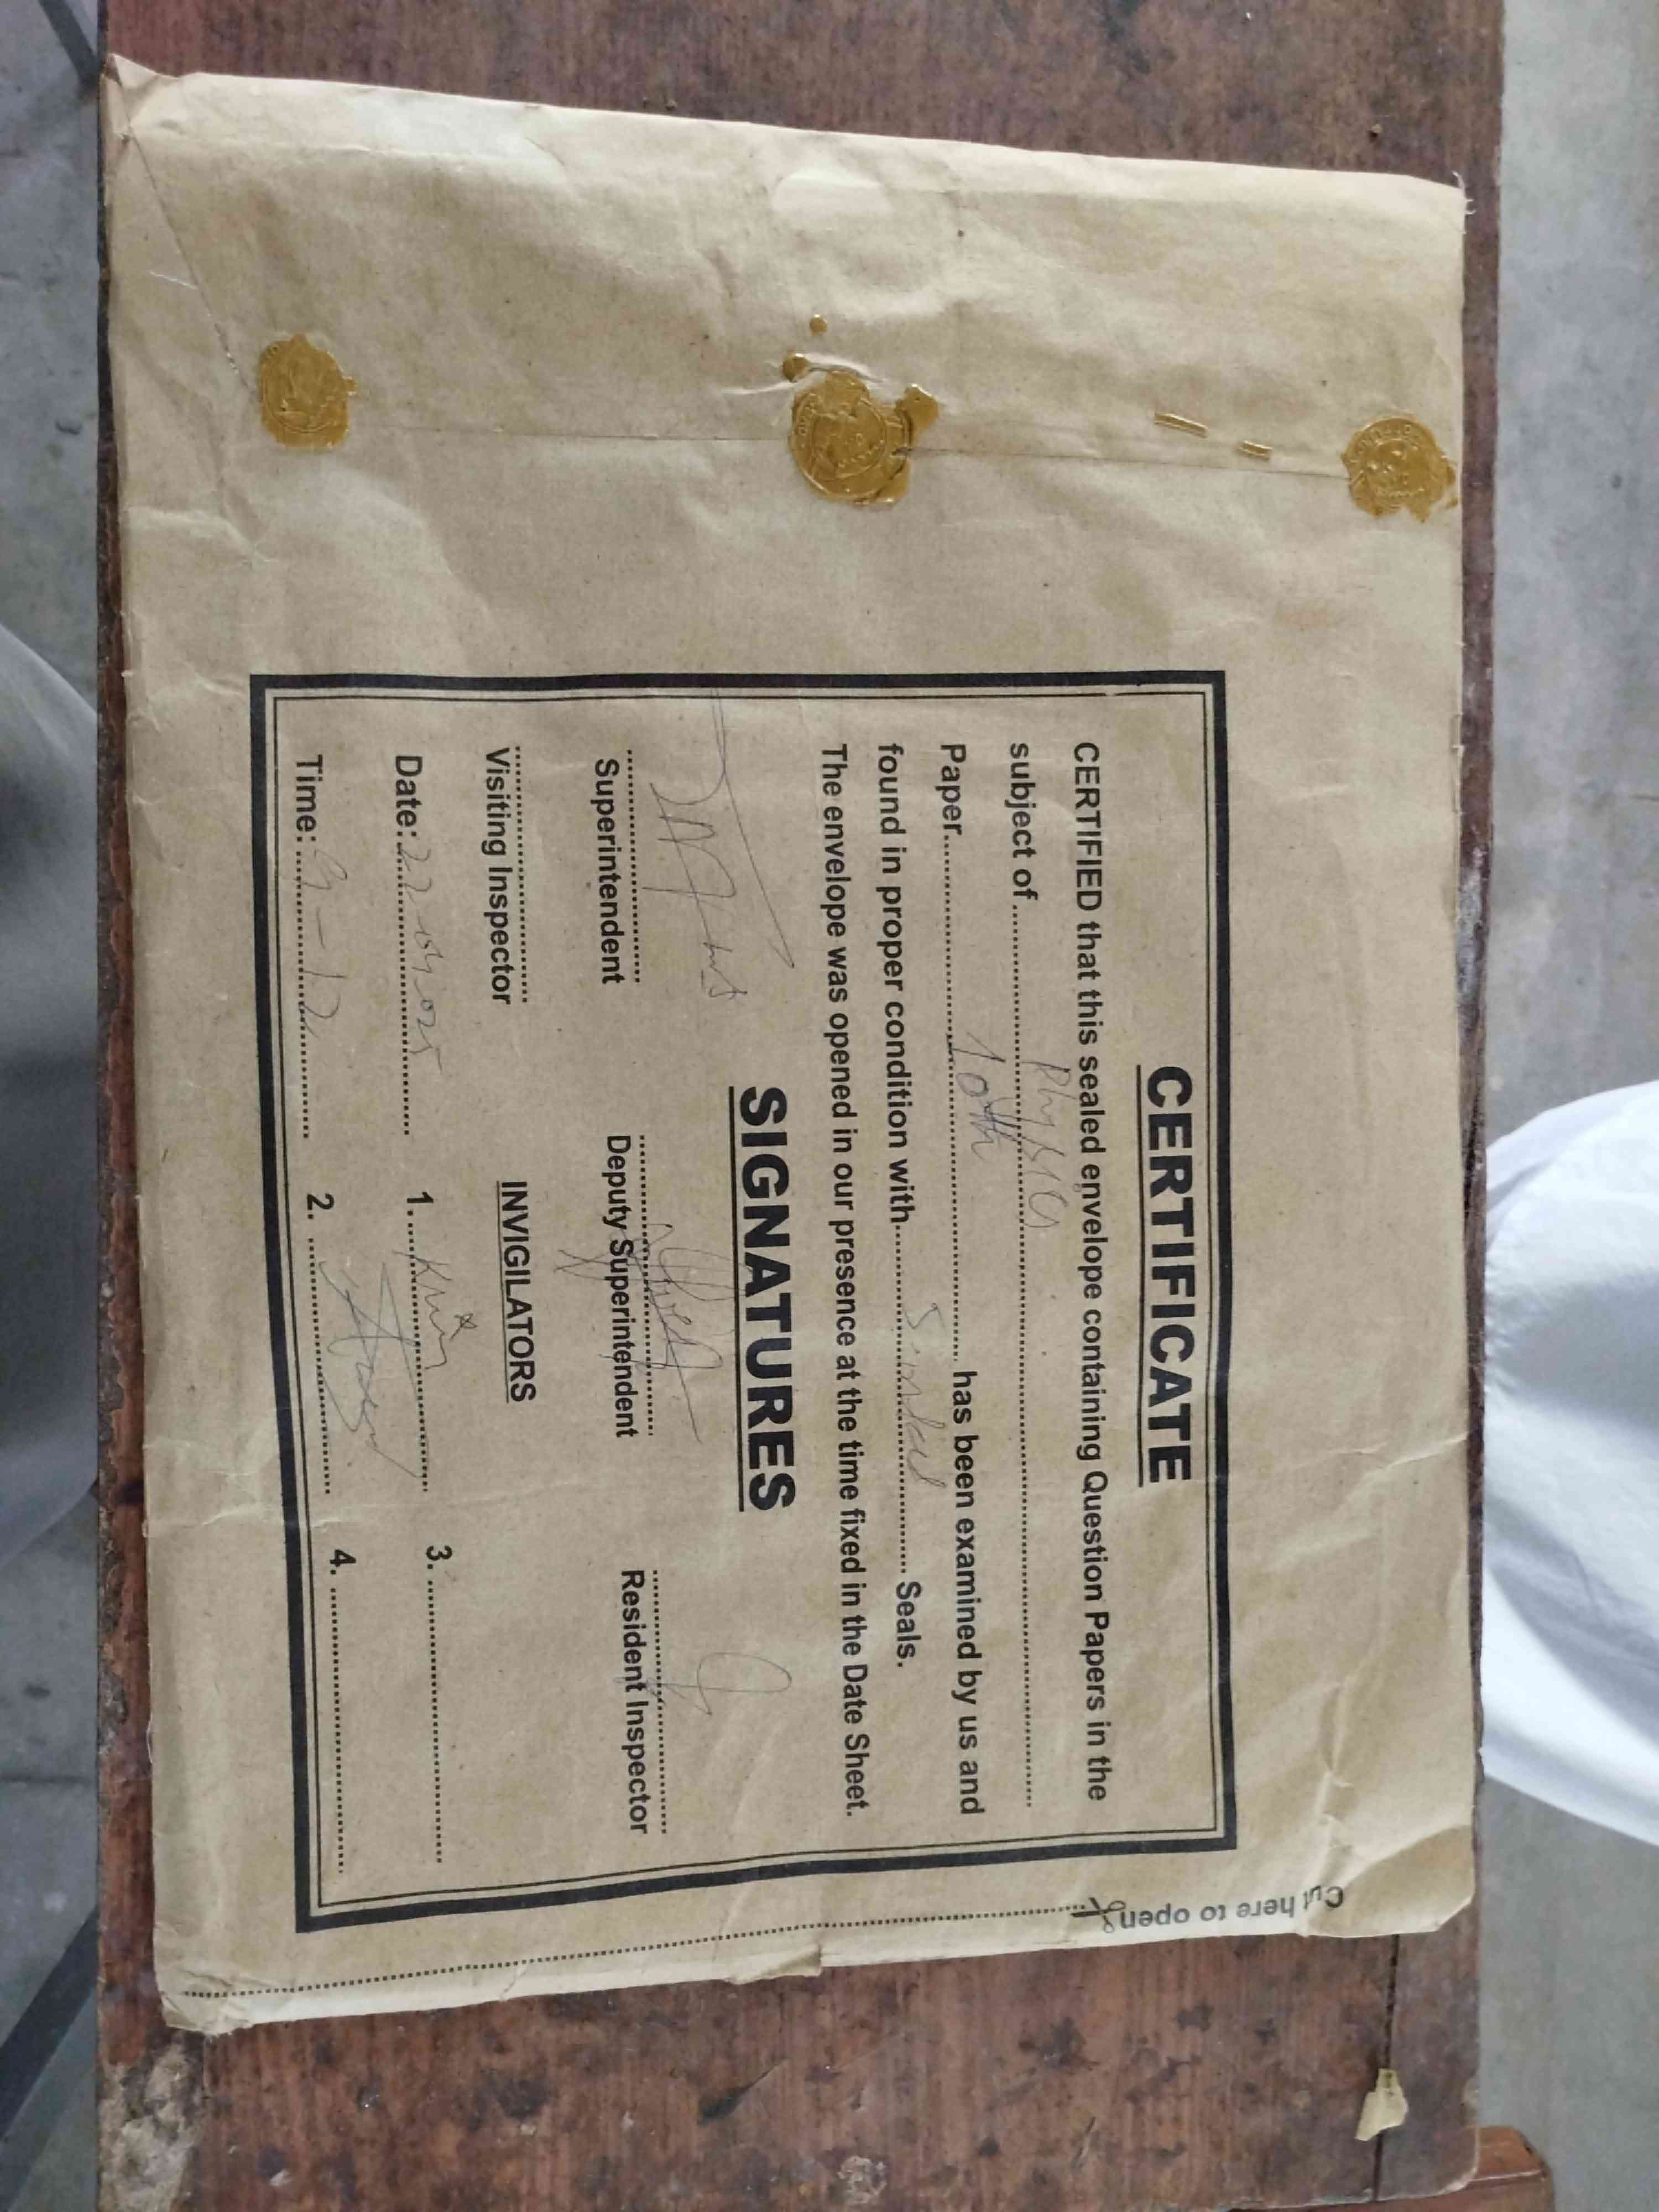 CERTIFICATE
CERTIFIED that this sealed envelope containing Question Papers in the
subject of.......... Physics ..........
Paper.......... 10th .......... has been examined by us and
found in proper condition with.................... Seals.
The envelope was opened in our presence at the time fixed in the Date Sheet.
SIGNATURES
Superintendent Deputy Superintendent Resident Inspector
Visiting Inspector INVIGILATORS
Date: 1. 3.
Time: 9-12 2. 4.
Cut here to open